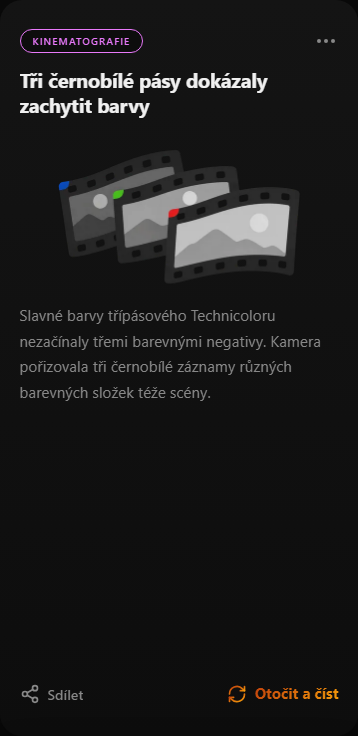 KINEMATOGRAFIE
Tři černobílé pásy dokázaly
zachytit barvy
Slavné barvy třípásového Technicoloru
nezačínaly třemi barevnými negativy. Kamera
pořizovala tři černobílé záznamy různých
barevných složek téže scény.
Sdílet
Otočit a číst